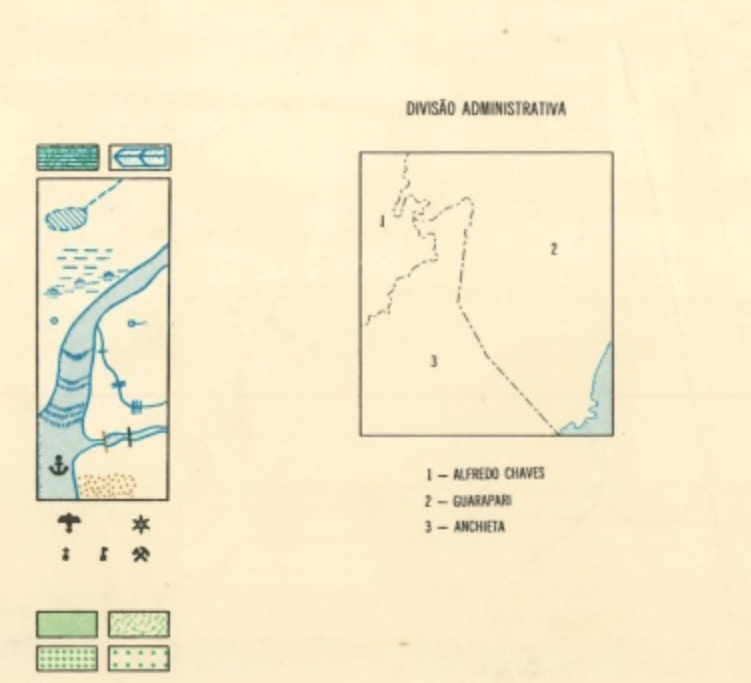 DIVISÃO ADMINISTRATIVA
1
2
3
1 — ALFREDO CHAVES
2 — GUARAPARI
3 — ANCHIETA